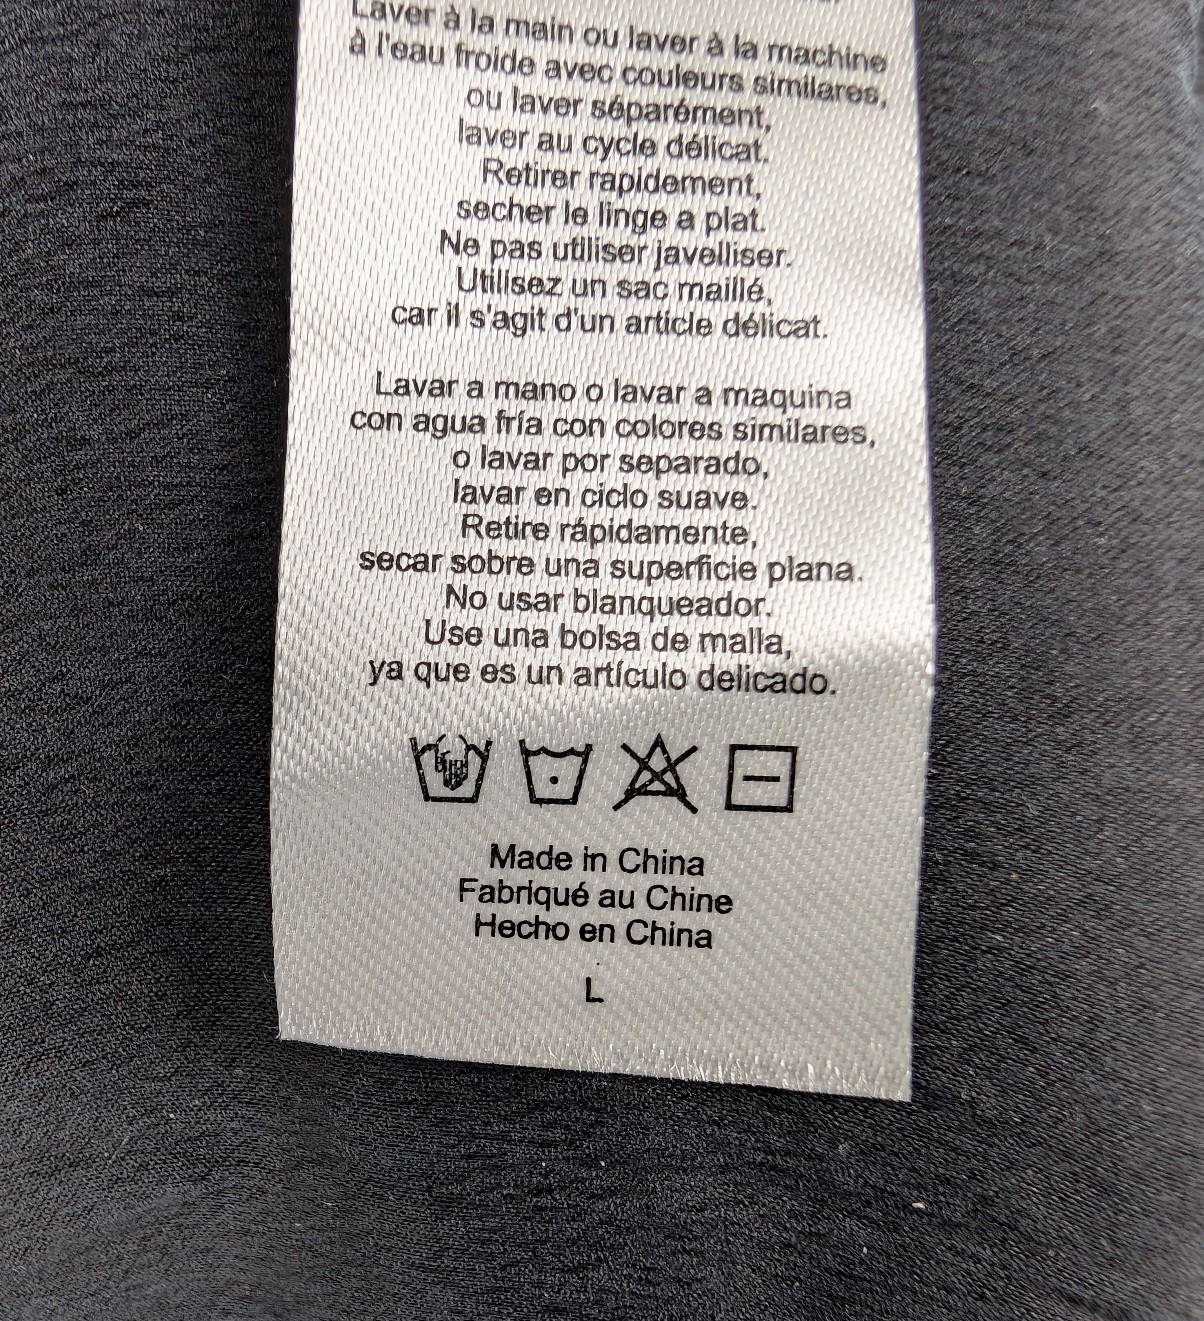 Laver à la main ou laver à la machine
à l'eau froide avec couleurs similares,
ou laver séparément,
laver au cycle délicat.
Retirer rapidement,
secher le linge a plat.
Ne pas utiliser javelliser.
Utilisez un sac maillé,
car il s'agit d'un article délicat.
Lavar a mano o lavar a maquina
con agua fría con colores similares,
o lavar por separado,
lavar en ciclo suave.
Retire rápidamente,
secar sobre una superficie plana.
No usar blanqueador.
Use una bolsa de malla,
ya que es un artículo delicado.
Made in China
Fabriqué au Chine
Hecho en China
L